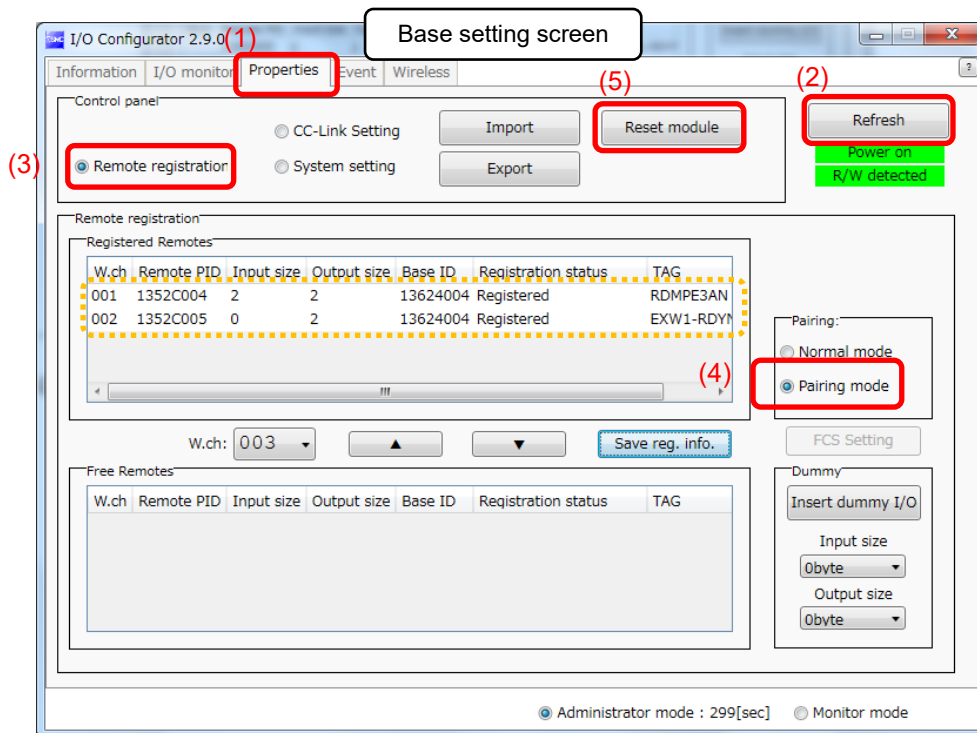 Base setting screen
I/O Configurator 2.9.0
(1)
Information I/O monitor Properties Event Wireless
(5)
(2)
Control panel
CC-Link Setting
Import
Reset module
Refresh
(3)
Remote registration
System setting
Export
Power on
R/W detected
Remote registration
Registered Remotes
W.ch Remote PID Input size Output size Base ID Registration status TAG
001 1352C004 2 2 13624004 Registered RDMPE3AN
002 1352C005 0 2 13624004 Registered EXW1-RDYN
Pairing:
Normal mode
(4)
Pairing mode
W.ch: 003 ▲ ▼ Save reg. info.
FCS Setting
Free Remotes
Dummy
W.ch Remote PID Input size Output size Base ID Registration status TAG
Insert dummy I/O
Input size
0byte
Output size
0byte
Administrator mode : 299[sec] Monitor mode